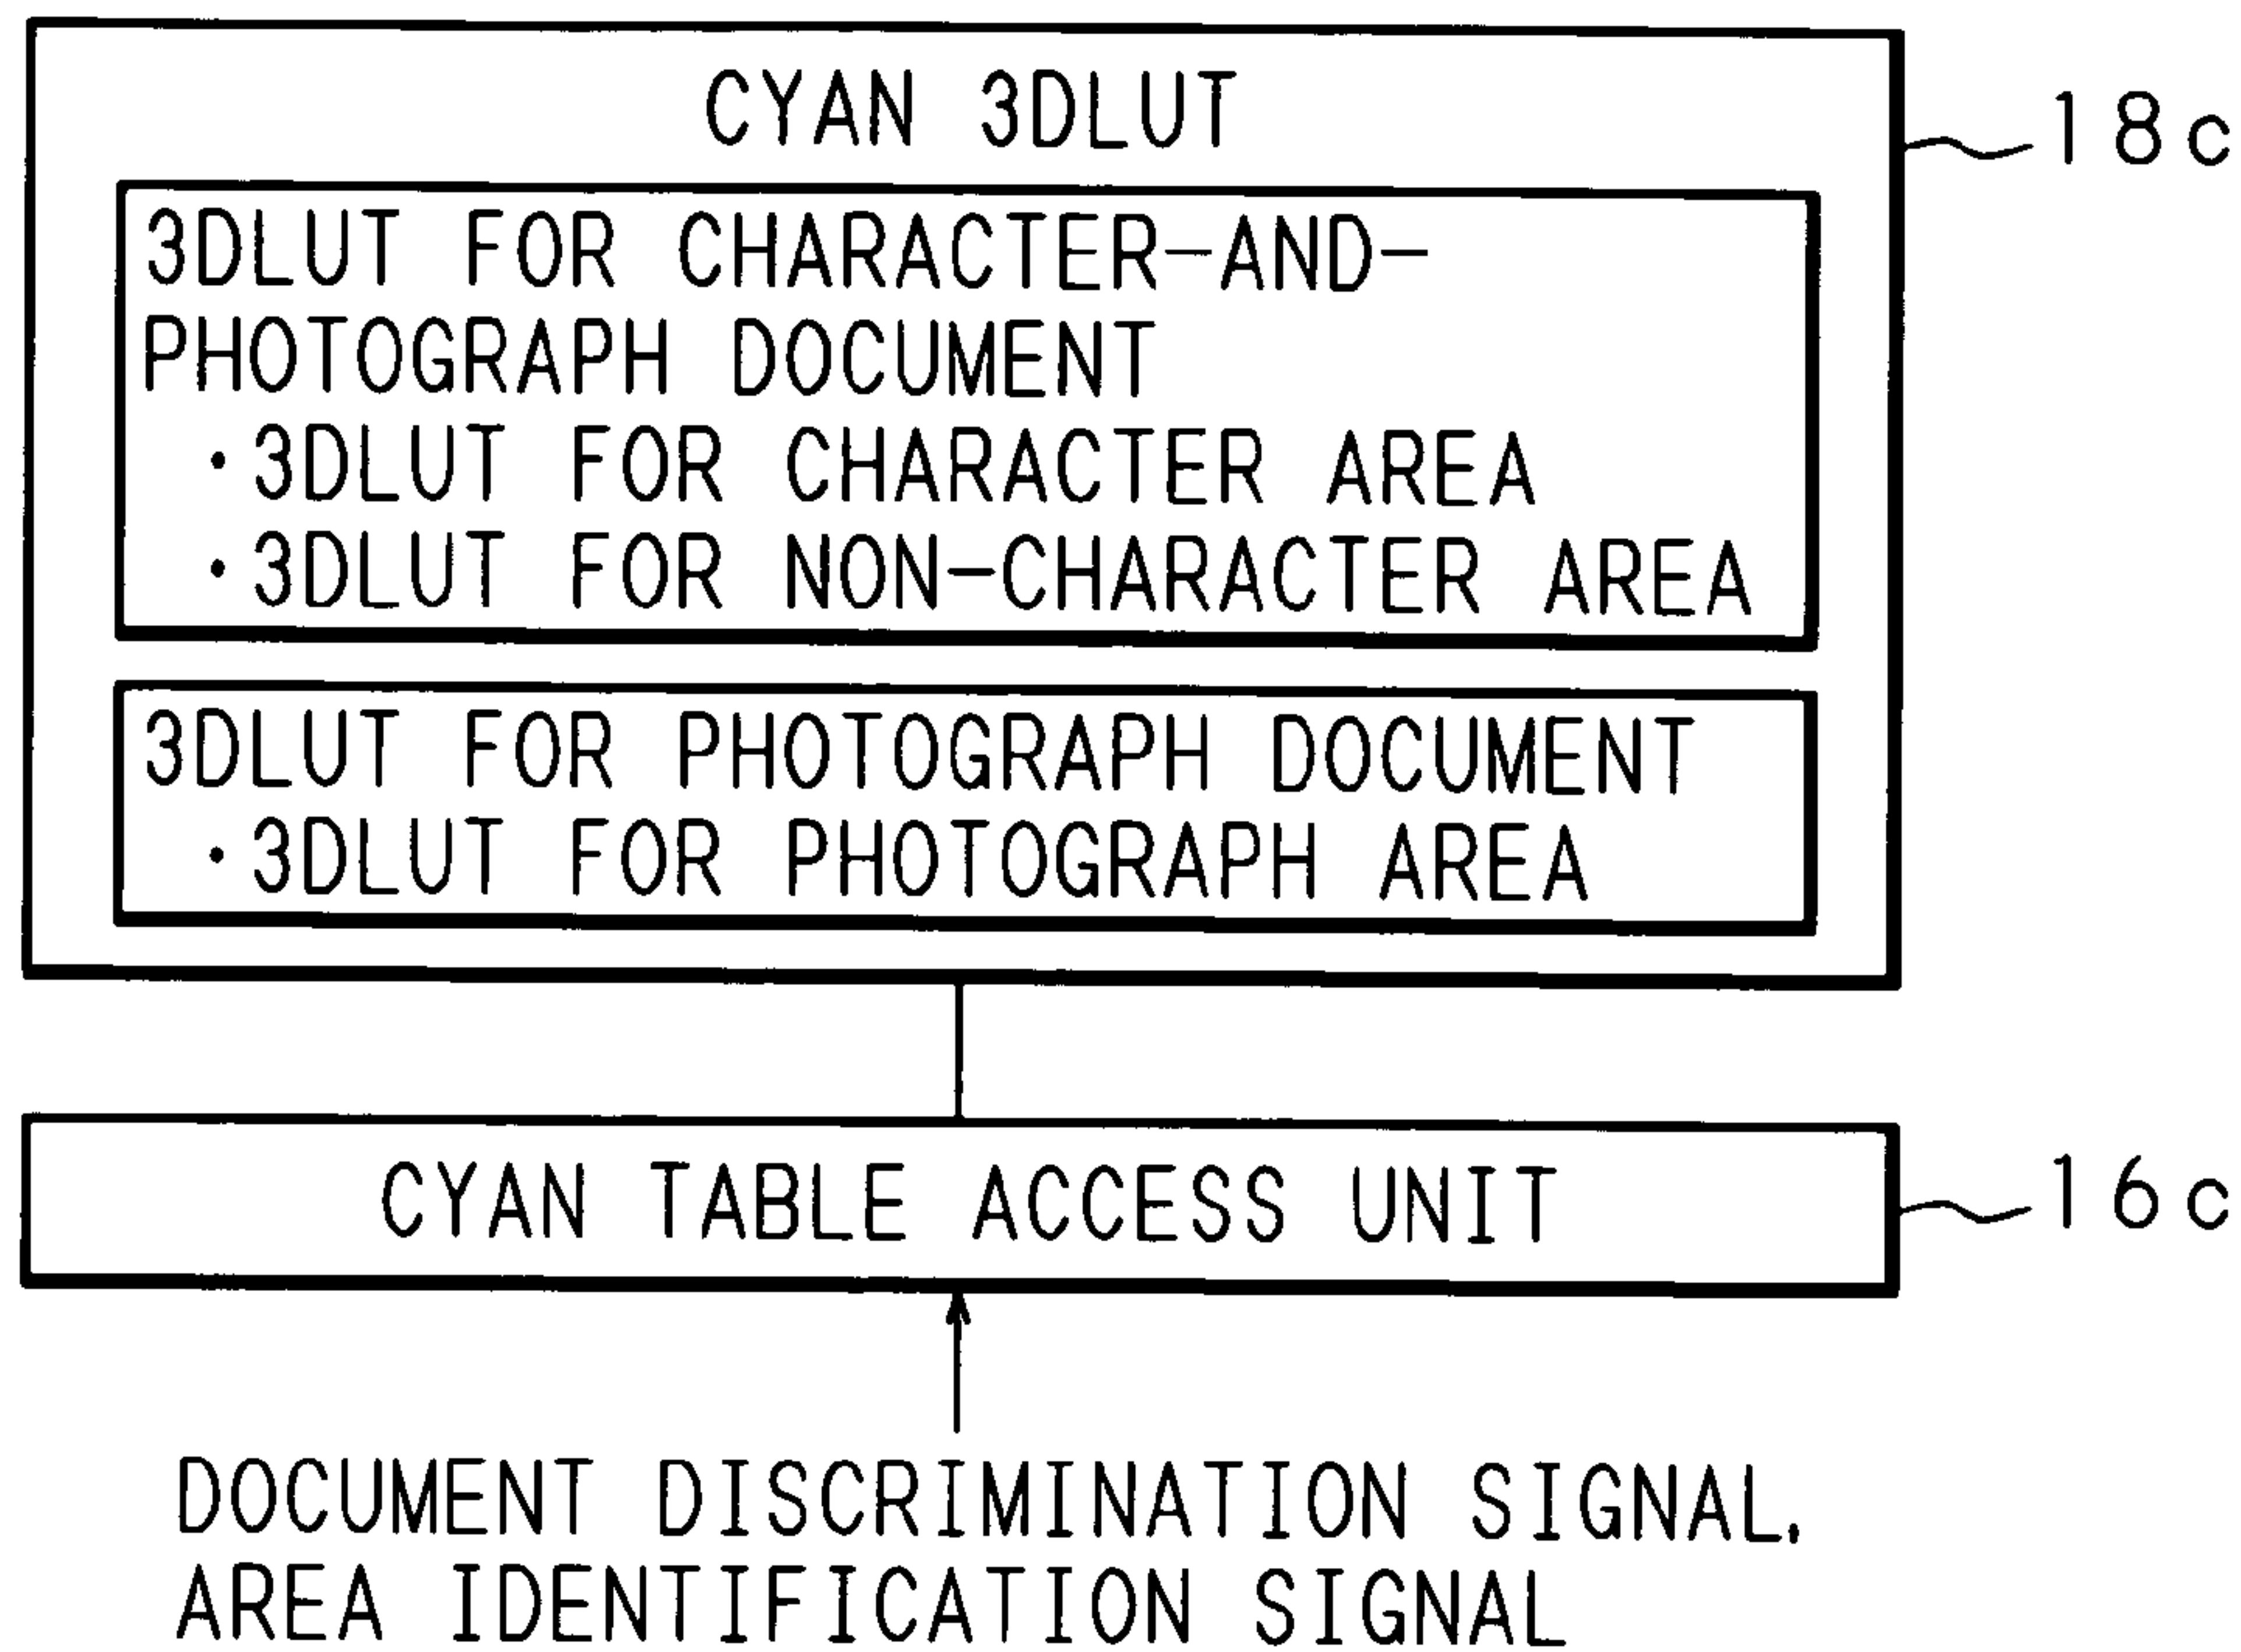 CYAN 3DLUT
18c
3DLUT FOR CHARACTER-AND-
PHOTOGRAPH DOCUMENT
・3DLUT FOR CHARACTER AREA
・3DLUT FOR NON-CHARACTER AREA
3DLUT FOR PHOTOGRAPH DOCUMENT
・3DLUT FOR PHOTOGRAPH AREA
CYAN TABLE ACCESS UNIT
16c
DOCUMENT DISCRIMINATION SIGNAL,
AREA IDENTIFICATION SIGNAL